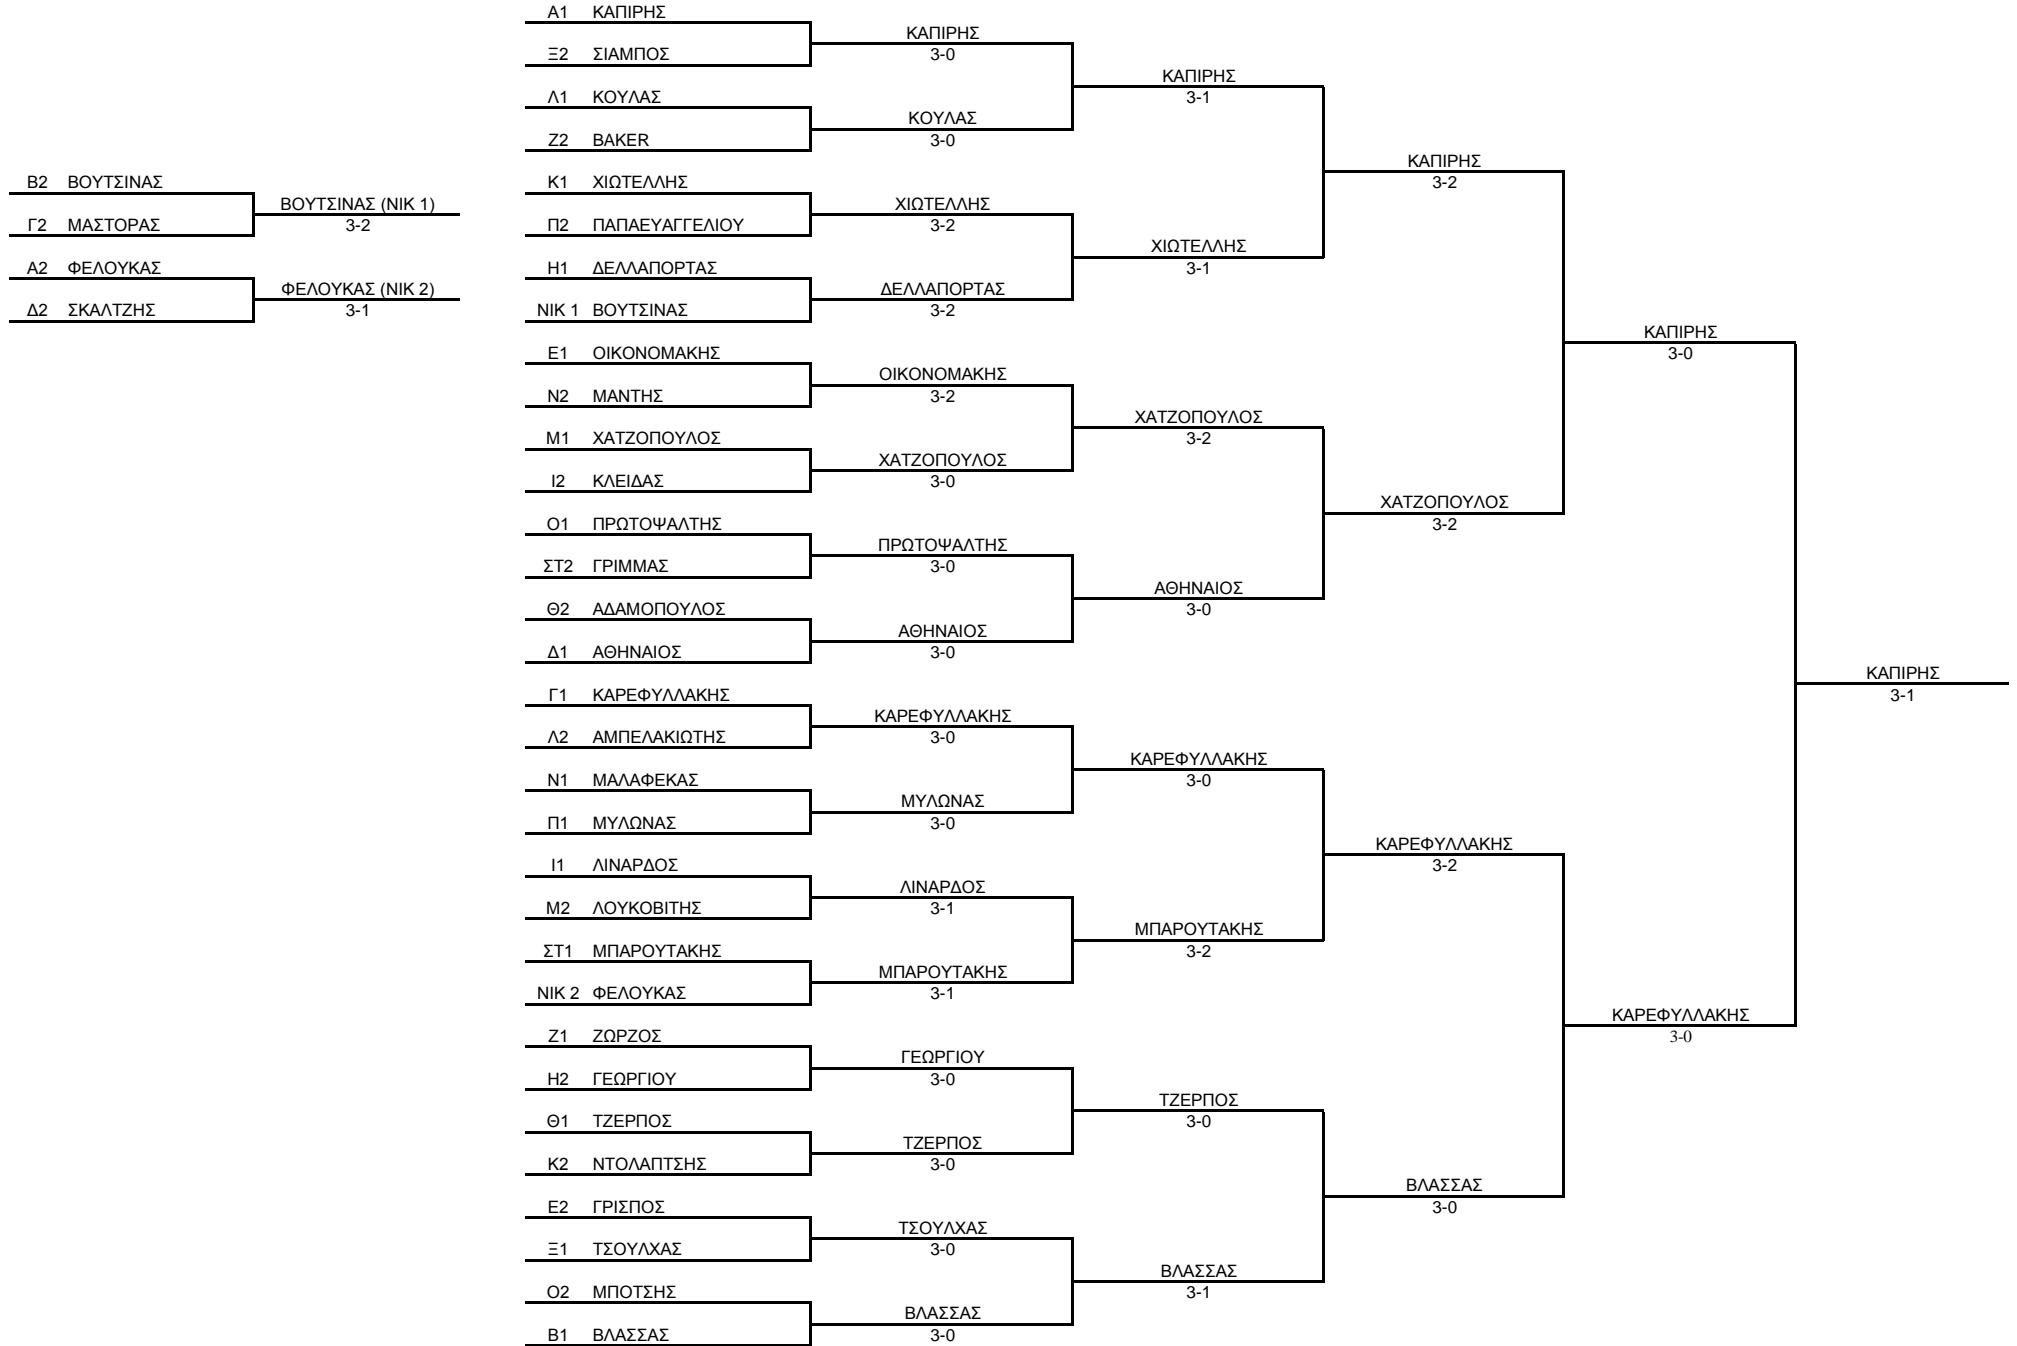 Α1 ΚΑΠΙΡΗΣ
ΚΑΠΙΡΗΣ
Ξ2 ΣΙΑΜΠΟΣ
3-0
ΚΑΠΙΡΗΣ
Λ1 ΚΟΥΛΑΣ
3-1
ΚΟΥΛΑΣ
Ζ2 BAKER
3-0
ΚΑΠΙΡΗΣ
Β2 ΒΟΥΤΣΙΝΑΣ
Κ1 ΧΙΩΤΕΛΛΗΣ
3-2
ΒΟΥΤΣΙΝΑΣ (ΝΙΚ 1)
ΧΙΩΤΕΛΛΗΣ
Γ2 ΜΑΣΤΟΡΑΣ
3-2
Π2 ΠΑΠΑΕΥΑΓΓΕΛΙΟΥ
3-2
ΧΙΩΤΕΛΛΗΣ
Α2 ΦΕΛΟΥΚΑΣ
Η1 ΔΕΛΛΑΠΟΡΤΑΣ
3-1
ΦΕΛΟΥΚΑΣ (ΝΙΚ 2)
ΔΕΛΛΑΠΟΡΤΑΣ
Δ2 ΣΚΑΛΤΖΗΣ
3-1
ΝΙΚ 1 ΒΟΥΤΣΙΝΑΣ
3-2
ΚΑΠΙΡΗΣ
Ε1 ΟΙΚΟΝΟΜΑΚΗΣ
3-0
ΟΙΚΟΝΟΜΑΚΗΣ
Ν2 ΜΑΝΤΗΣ
3-2
ΧΑΤΖΟΠΟΥΛΟΣ
Μ1 ΧΑΤΖΟΠΟΥΛΟΣ
3-2
ΧΑΤΖΟΠΟΥΛΟΣ
Ι2 ΚΛΕΙΔΑΣ
3-0
ΧΑΤΖΟΠΟΥΛΟΣ
Ο1 ΠΡΩΤΟΨΑΛΤΗΣ
3-2
ΠΡΩΤΟΨΑΛΤΗΣ
ΣΤ2 ΓΡΙΜΜΑΣ
3-0
ΑΘΗΝΑΙΟΣ
Θ2 ΑΔΑΜΟΠΟΥΛΟΣ
3-0
ΑΘΗΝΑΙΟΣ
Δ1 ΑΘΗΝΑΙΟΣ
3-0
ΚΑΠΙΡΗΣ
Γ1 ΚΑΡΕΦΥΛΛΑΚΗΣ
3-1
ΚΑΡΕΦΥΛΛΑΚΗΣ
Λ2 ΑΜΠΕΛΑΚΙΩΤΗΣ
3-0
ΚΑΡΕΦΥΛΛΑΚΗΣ
Ν1 ΜΑΛΑΦΕΚΑΣ
3-0
ΜΥΛΩΝΑΣ
Π1 ΜΥΛΩΝΑΣ
3-0
ΚΑΡΕΦΥΛΛΑΚΗΣ
Ι1 ΛΙΝΑΡΔΟΣ
3-2
ΛΙΝΑΡΔΟΣ
Μ2 ΛΟΥΚΟΒΙΤΗΣ
3-1
ΜΠΑΡΟΥΤΑΚΗΣ
ΣΤ1 ΜΠΑΡΟΥΤΑΚΗΣ
3-2
ΜΠΑΡΟΥΤΑΚΗΣ
ΝΙΚ 2 ΦΕΛΟΥΚΑΣ
3-1
ΚΑΡΕΦΥΛΛΑΚΗΣ
Ζ1 ΖΩΡΖΟΣ
3-0
ΓΕΩΡΓΙΟΥ
Η2 ΓΕΩΡΓΙΟΥ
3-0
ΤΖΕΡΠΟΣ
Θ1 ΤΖΕΡΠΟΣ
3-0
ΤΖΕΡΠΟΣ
Κ2 ΝΤΟΛΑΠΤΣΗΣ
3-0
ΒΛΑΣΣΑΣ
Ε2 ΓΡΙΣΠΟΣ
3-0
ΤΣΟΥΛΧΑΣ
Ξ1 ΤΣΟΥΛΧΑΣ
3-0
ΒΛΑΣΣΑΣ
Ο2 ΜΠΟΤΣΗΣ
3-1
ΒΛΑΣΣΑΣ
Β1 ΒΛΑΣΣΑΣ
3-0